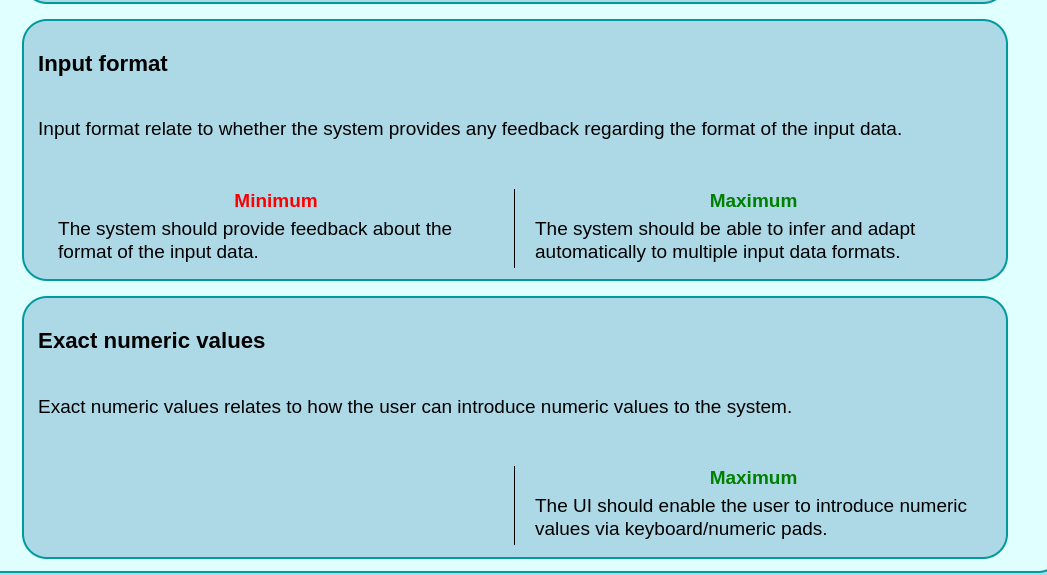 Input format
Input format relate to whether the system provides any feedback regarding the format of the input data.
Minimum
The system should provide feedback about the
format of the input data.
Maximum
The system should be able to infer and adapt
automatically to multiple input data formats.
Exact numeric values
Exact numeric values relates to how the user can introduce numeric values to the system.
Maximum
The UI should enable the user to introduce numeric
values via keyboard/numeric pads.